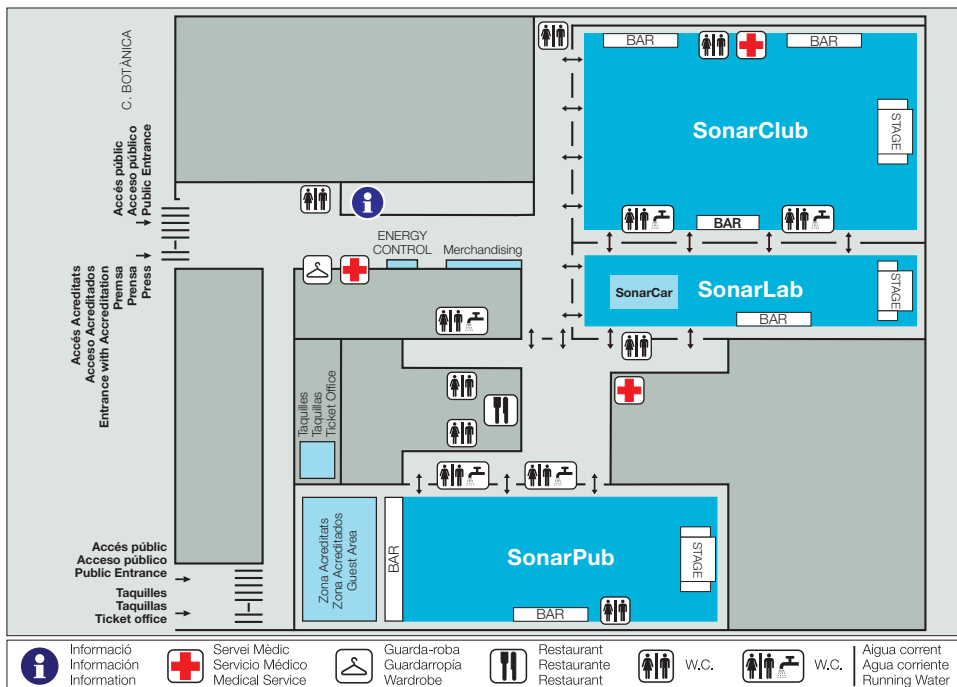 C. BOTÀNICA
Accés públic
Acceso público
Public Entrance
Accés Acreditats
Acceso Acreditados
Entrance with Accreditation
Prensa
Prensa
Press
BAR
BAR
SonarClub
STAGE
BAR
ENERGY
CONTROL
Merchandising
SonarCar
SonarLab
STAGE
BAR
Taquilles
Taquillas
Ticket Office
Zona Acreditats
Zona Acreditados
Guest Area
BAR
SonarPub
STAGE
BAR
Accés públic
Acceso público
Public Entrance
Taquilles
Taquillas
Ticket office
i
Informació
Información
Information
Servei Mèdic
Servicio Médico
Medical Service
Guarda-roba
Guardarropía
Wardrobe
Restaurant
Restaurante
Restaurant
W.C.
W.C.
Aigua corrent
Agua corriente
Running Water